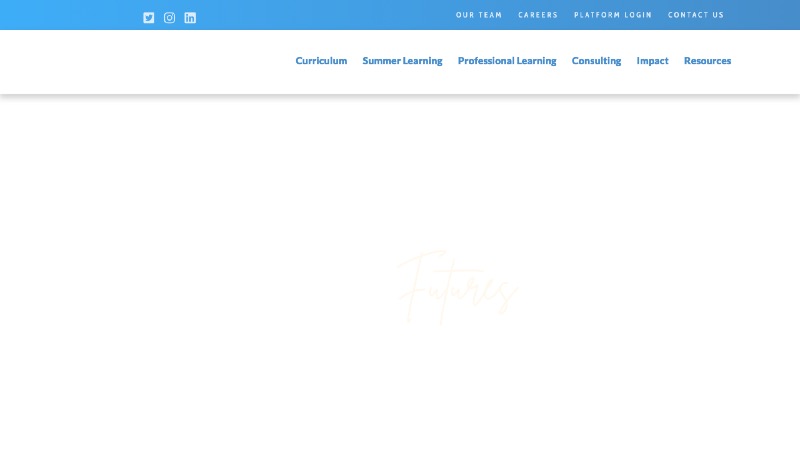 OUR TEAM CAREERS PLATFORM LOGIN CONTACT US
Curriculum Summer Learning Professional Learning Consulting Impact Resources
Futures